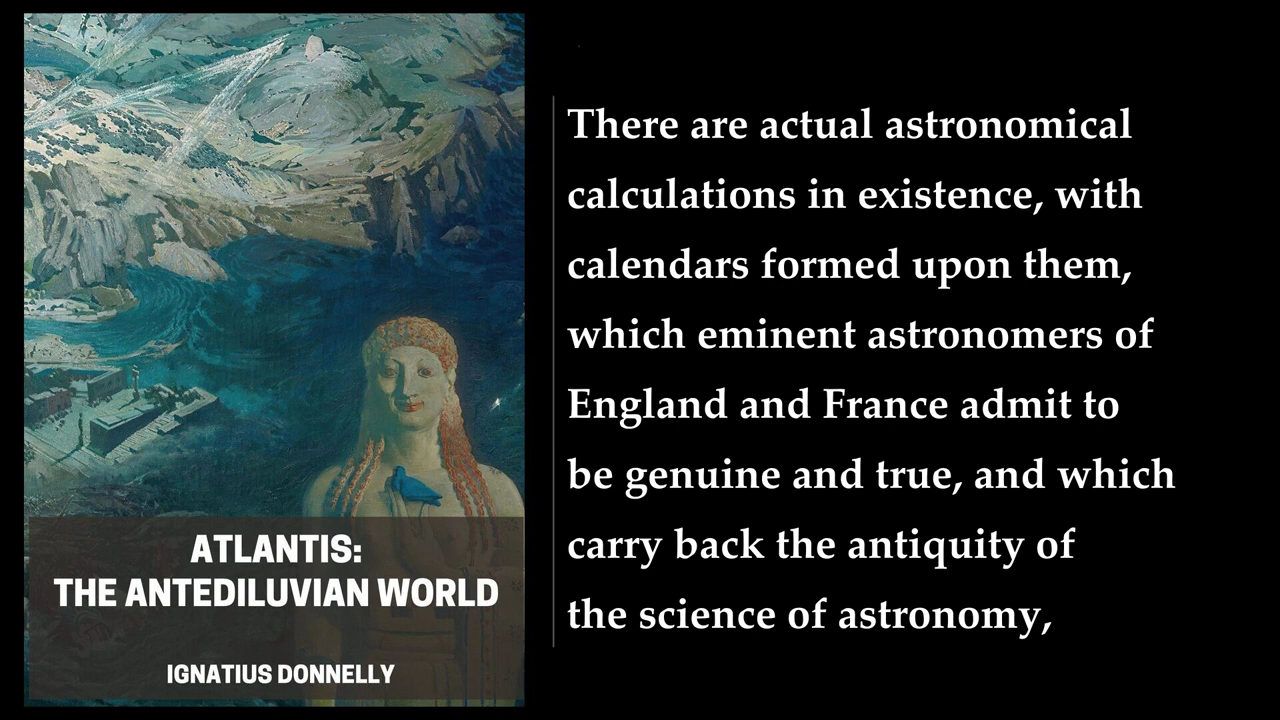 ATLANTIS:
THE ANTEDILUVIAN WORLD
IGNATIUS DONNELLY
There are actual astronomical
calculations in existence, with
calendars formed upon them,
which eminent astronomers of
England and France admit to
be genuine and true, and which
carry back the antiquity of
the science of astronomy,